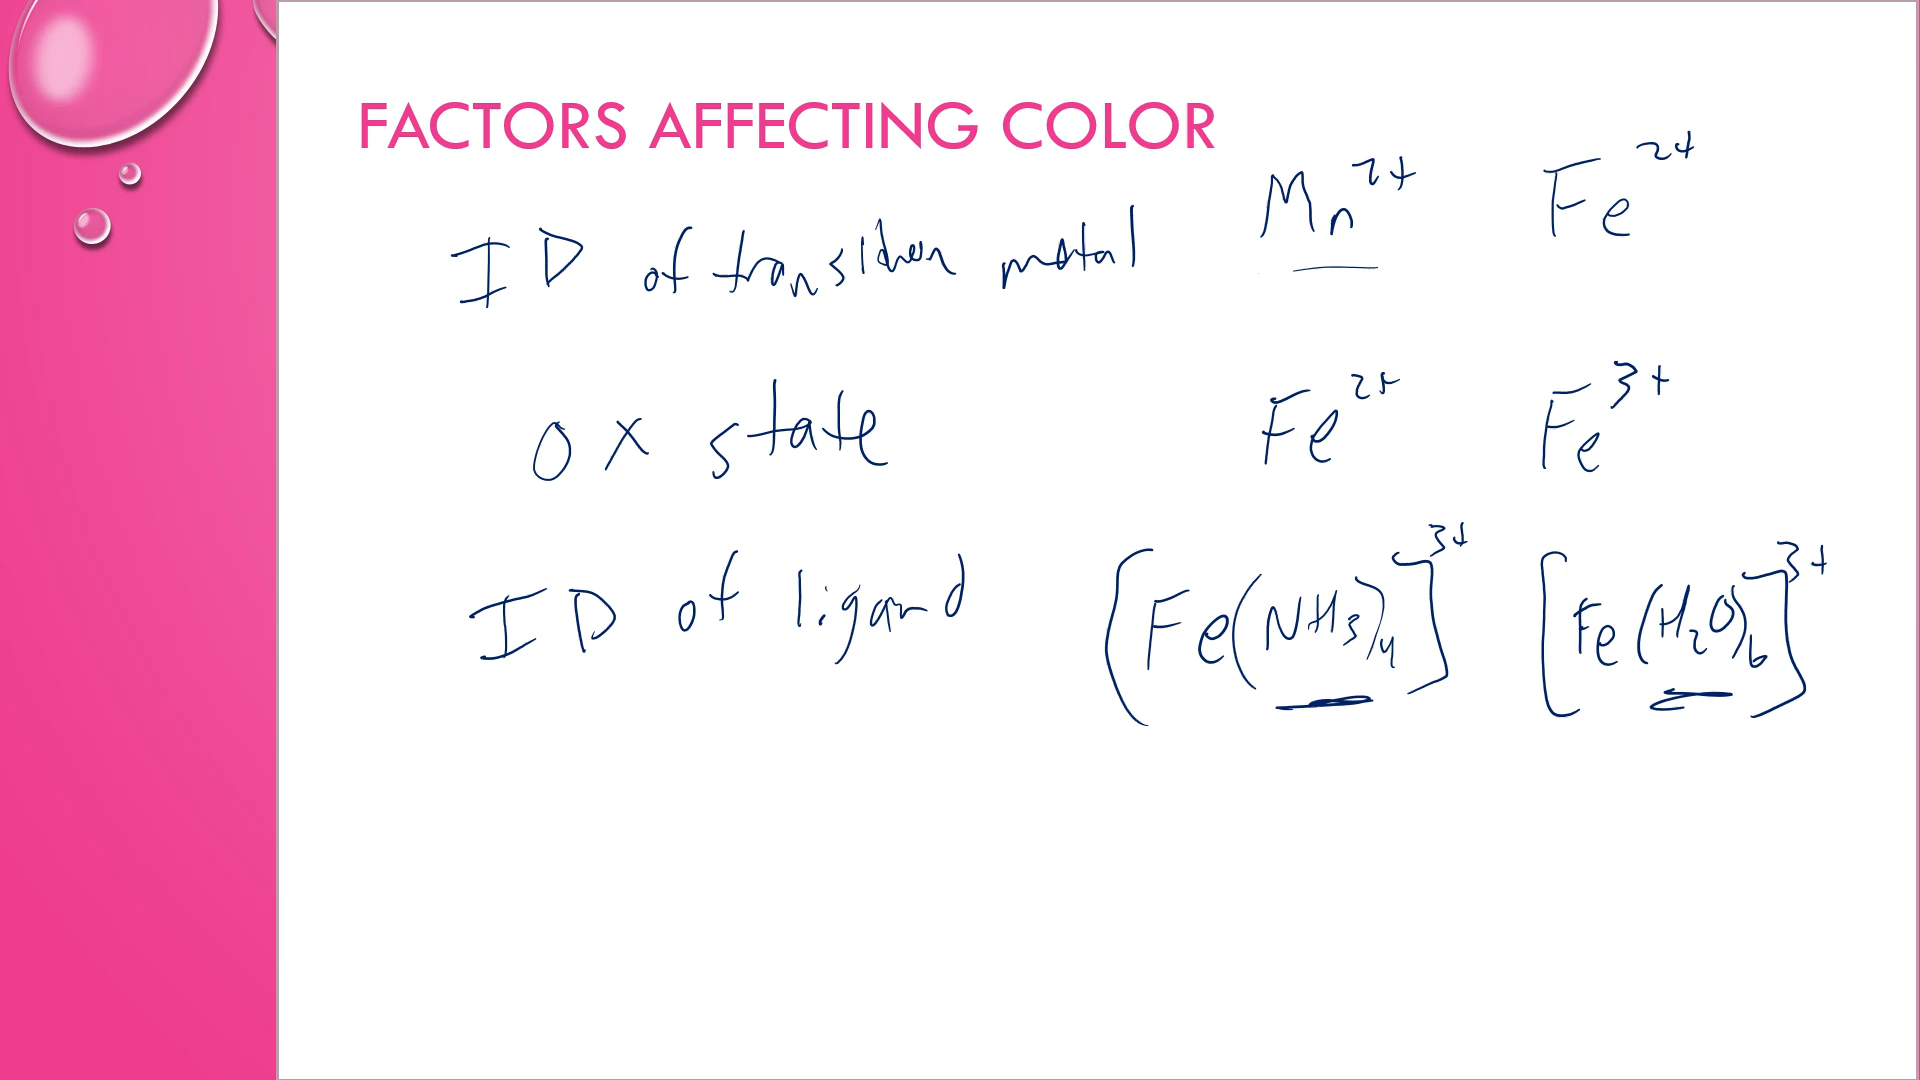 FACTORS AFFECTING COLOR
ID of transition metal Mn²⁺ Fe²⁺
ox state Fe²⁺ Fe³⁺
ID of ligand [Fe(NH₃)₄]³⁺ [Fe(H₂O)₆]³⁺